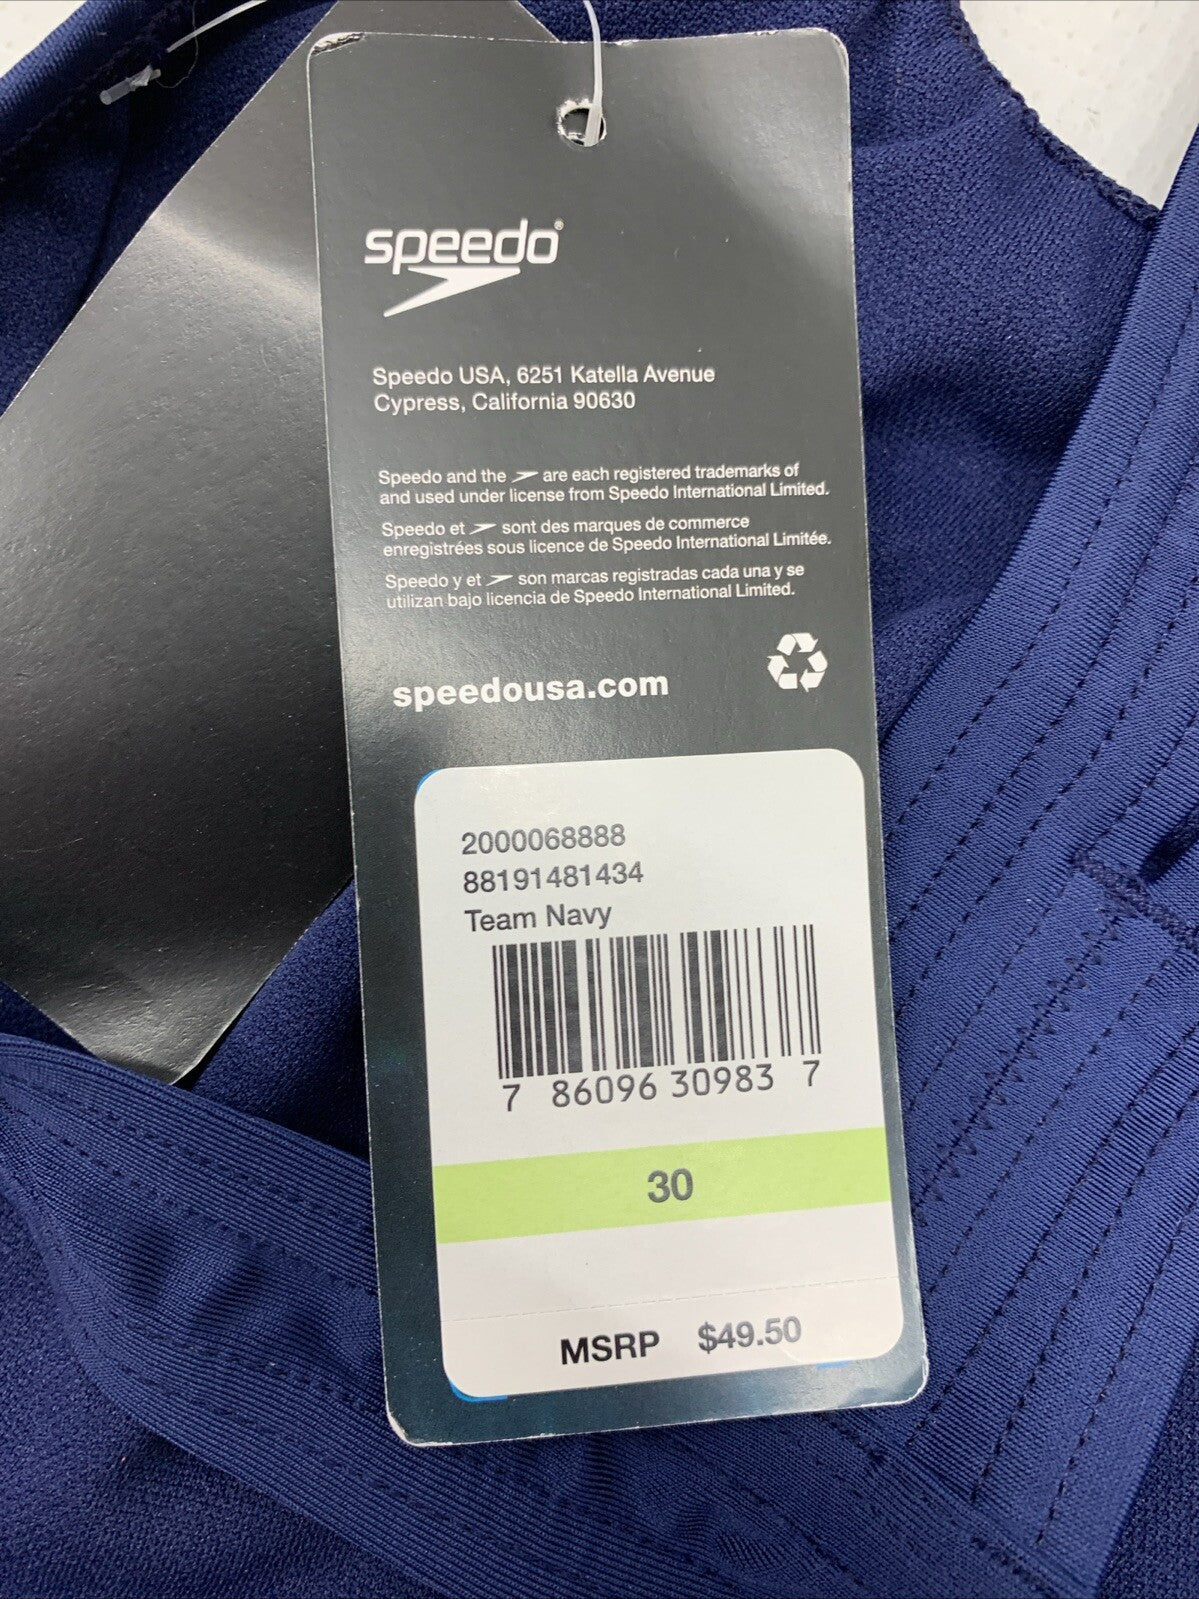 speedo®
Speedo USA, 6251 Katella Avenue
Cypress, California 90630
Speedo and the are each registered trademarks of
and used under license from Speedo International Limited.
Speedo et sont des marques de commerce
enregistrées sous licence de Speedo International Limitée.
Speedo y et son marcas registradas cada una y se
utilizan bajo licencia de Speedo International Limited.
speedousa.com
2000068888
88191481434
Team Navy
7 86096 30983 7
30
MSRP $49.50